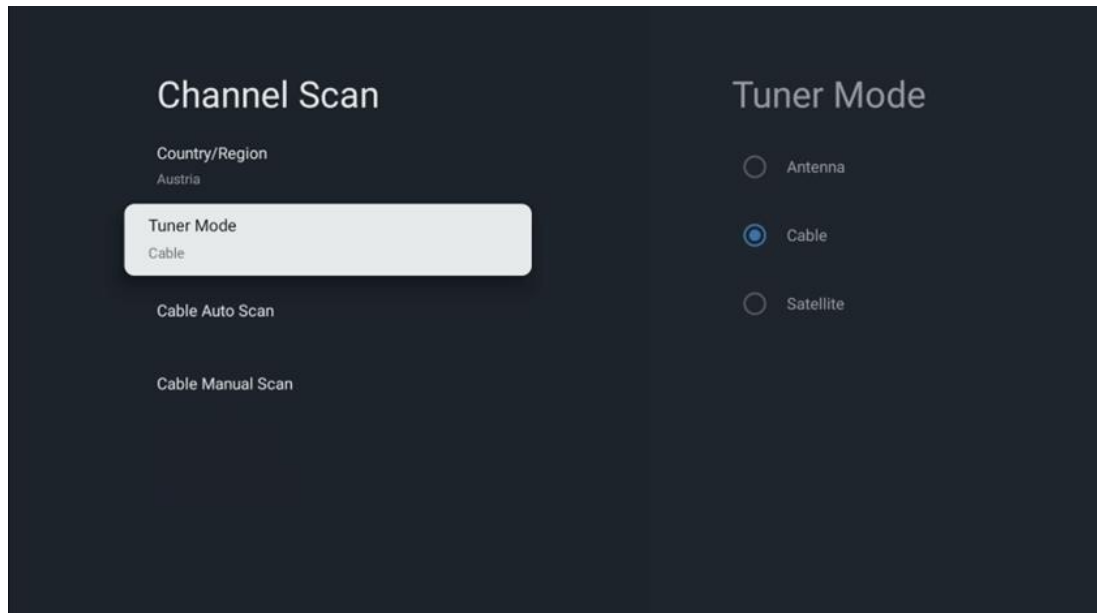 Channel Scan
Country/Region
Austria
Tuner Mode
Cable
Cable Auto Scan
Cable Manual Scan
Tuner Mode
Antenna
Cable
Satellite